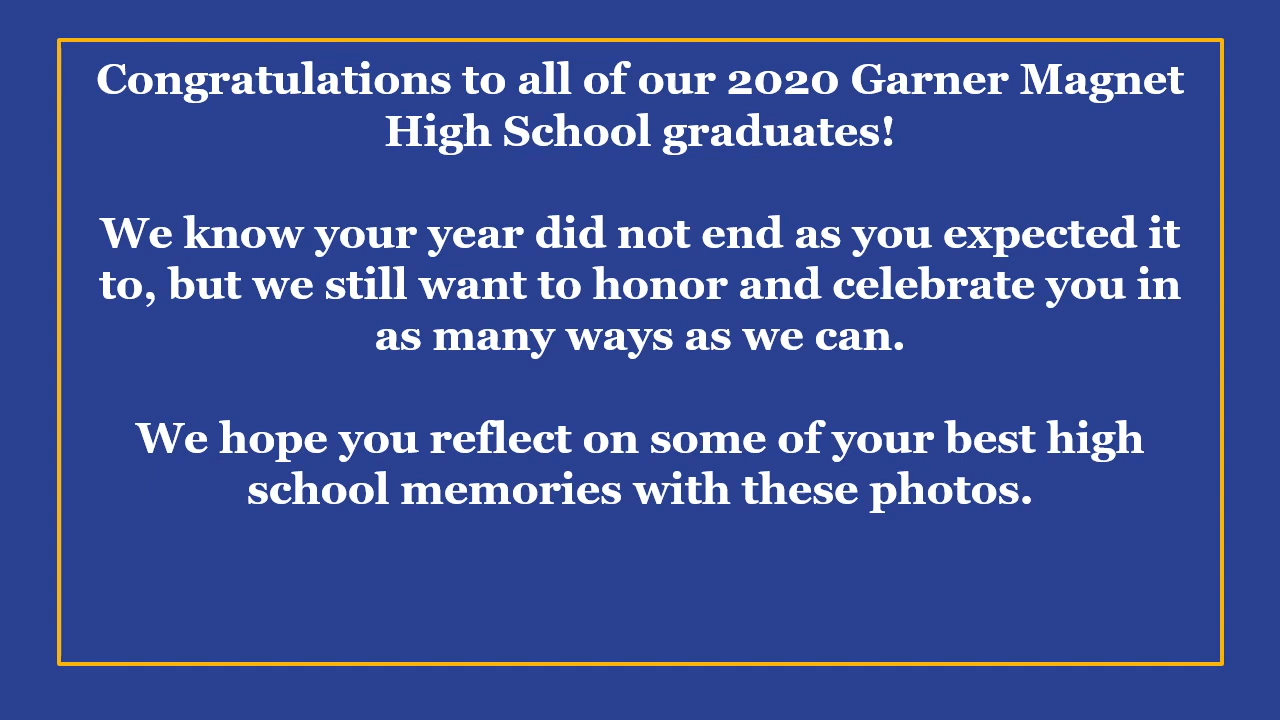 Congratulations to all of our 2020 Garner Magnet
High School graduates!
We know your year did not end as you expected it
to, but we still want to honor and celebrate you in
as many ways as we can.
We hope you reflect on some of your best high
school memories with these photos.